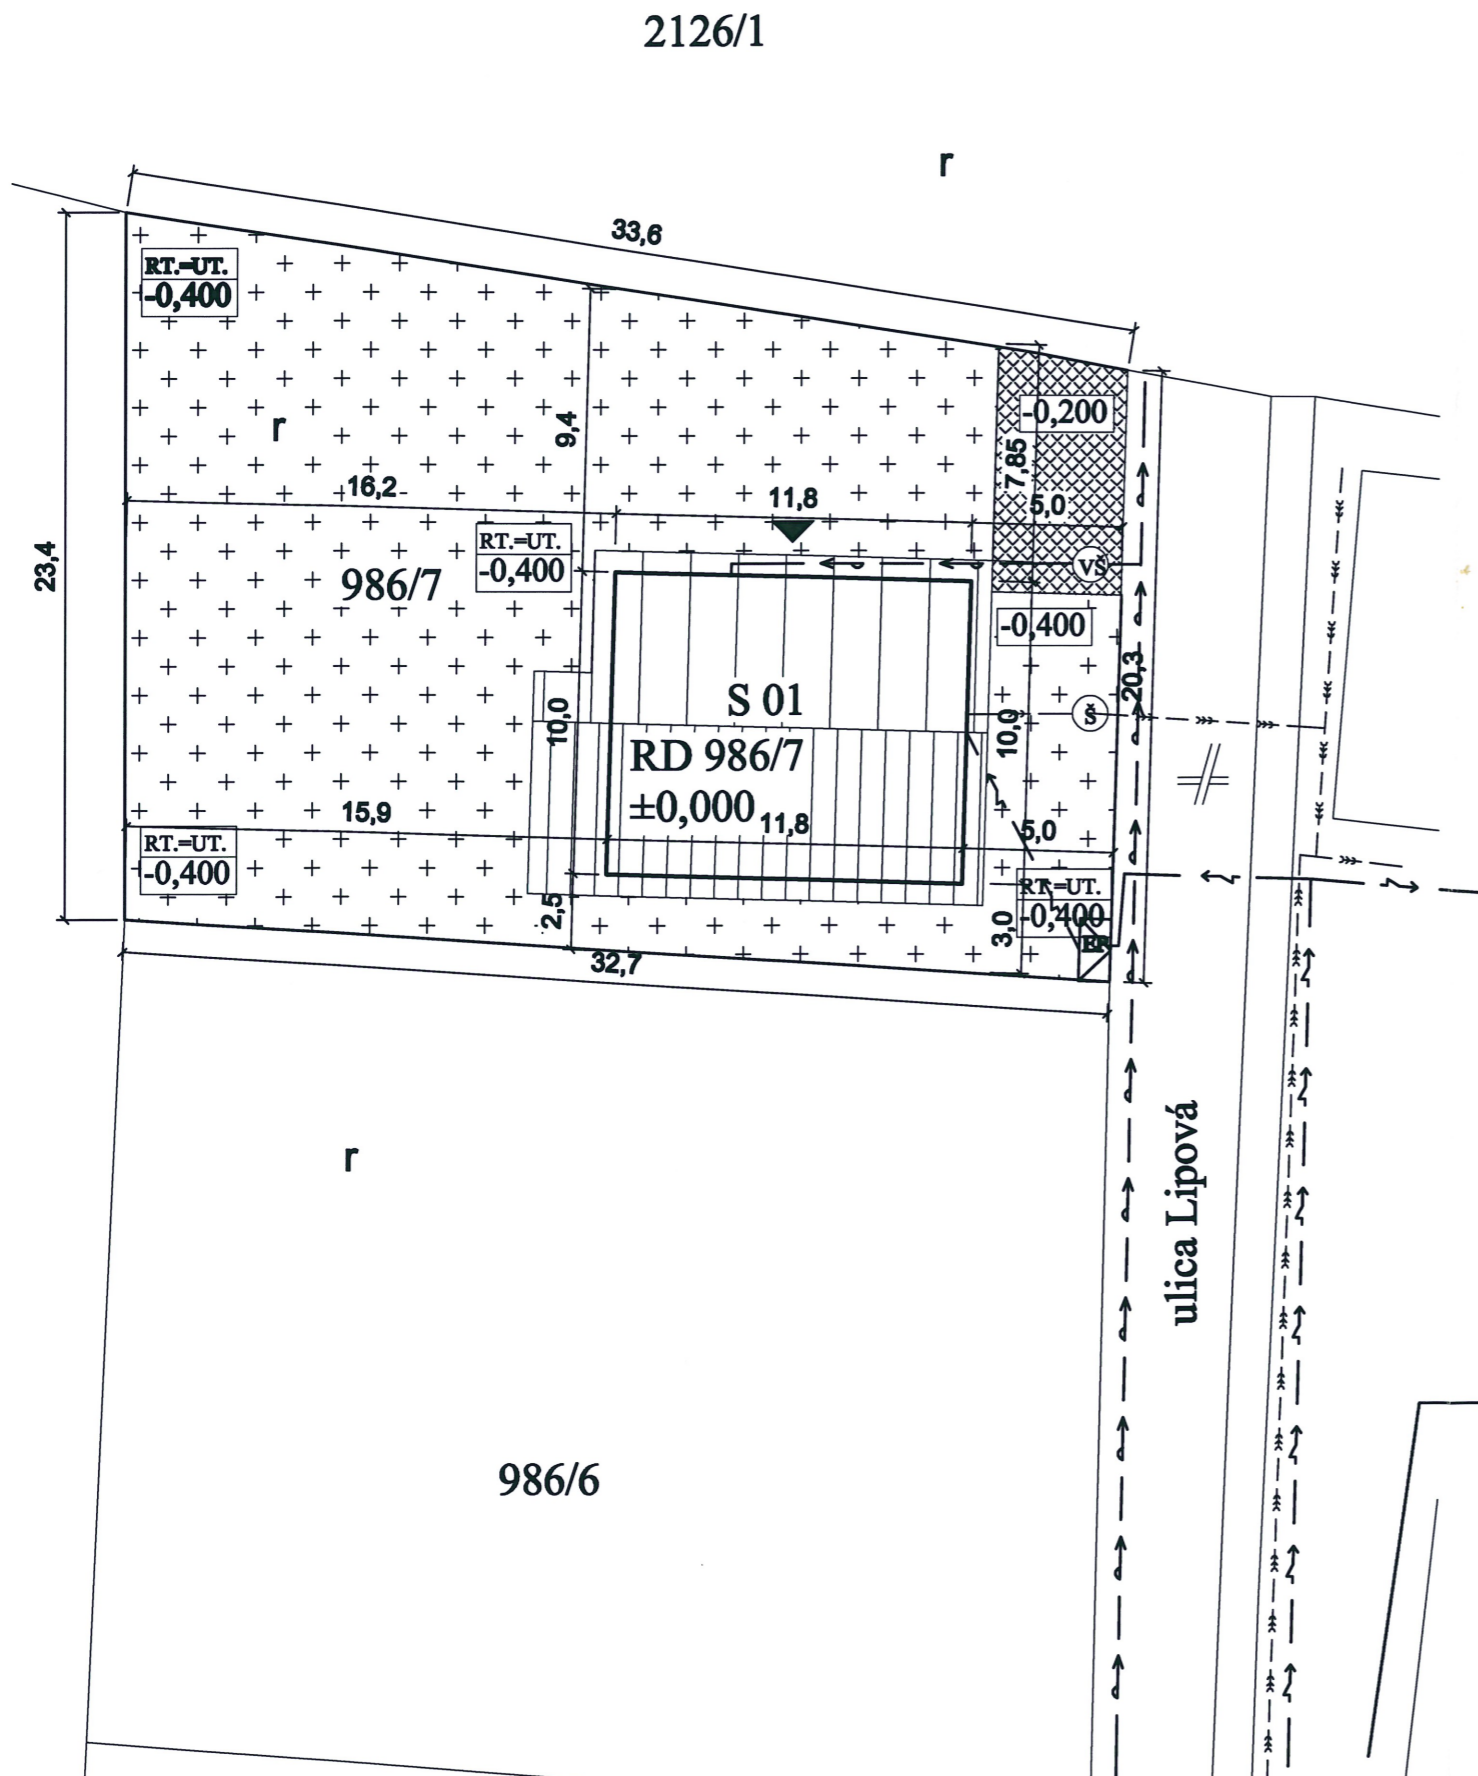 2126/1
r
33,6
RT.=UT.
-0,400
-0,200
r
9,4
7,85
16,2
11,8
5,0
23,4
RT.=UT.
-0,400
986/7
VŠ
-0,400
20,3
S 01
10,0
10,0
Š
RD 986/7
±0,000
15,9
11,8
5,0
RT.=UT.
-0,400
RT.=UT.
-0,400
2,5
3,0
ER
32,7
r
ulica Lipová
986/6